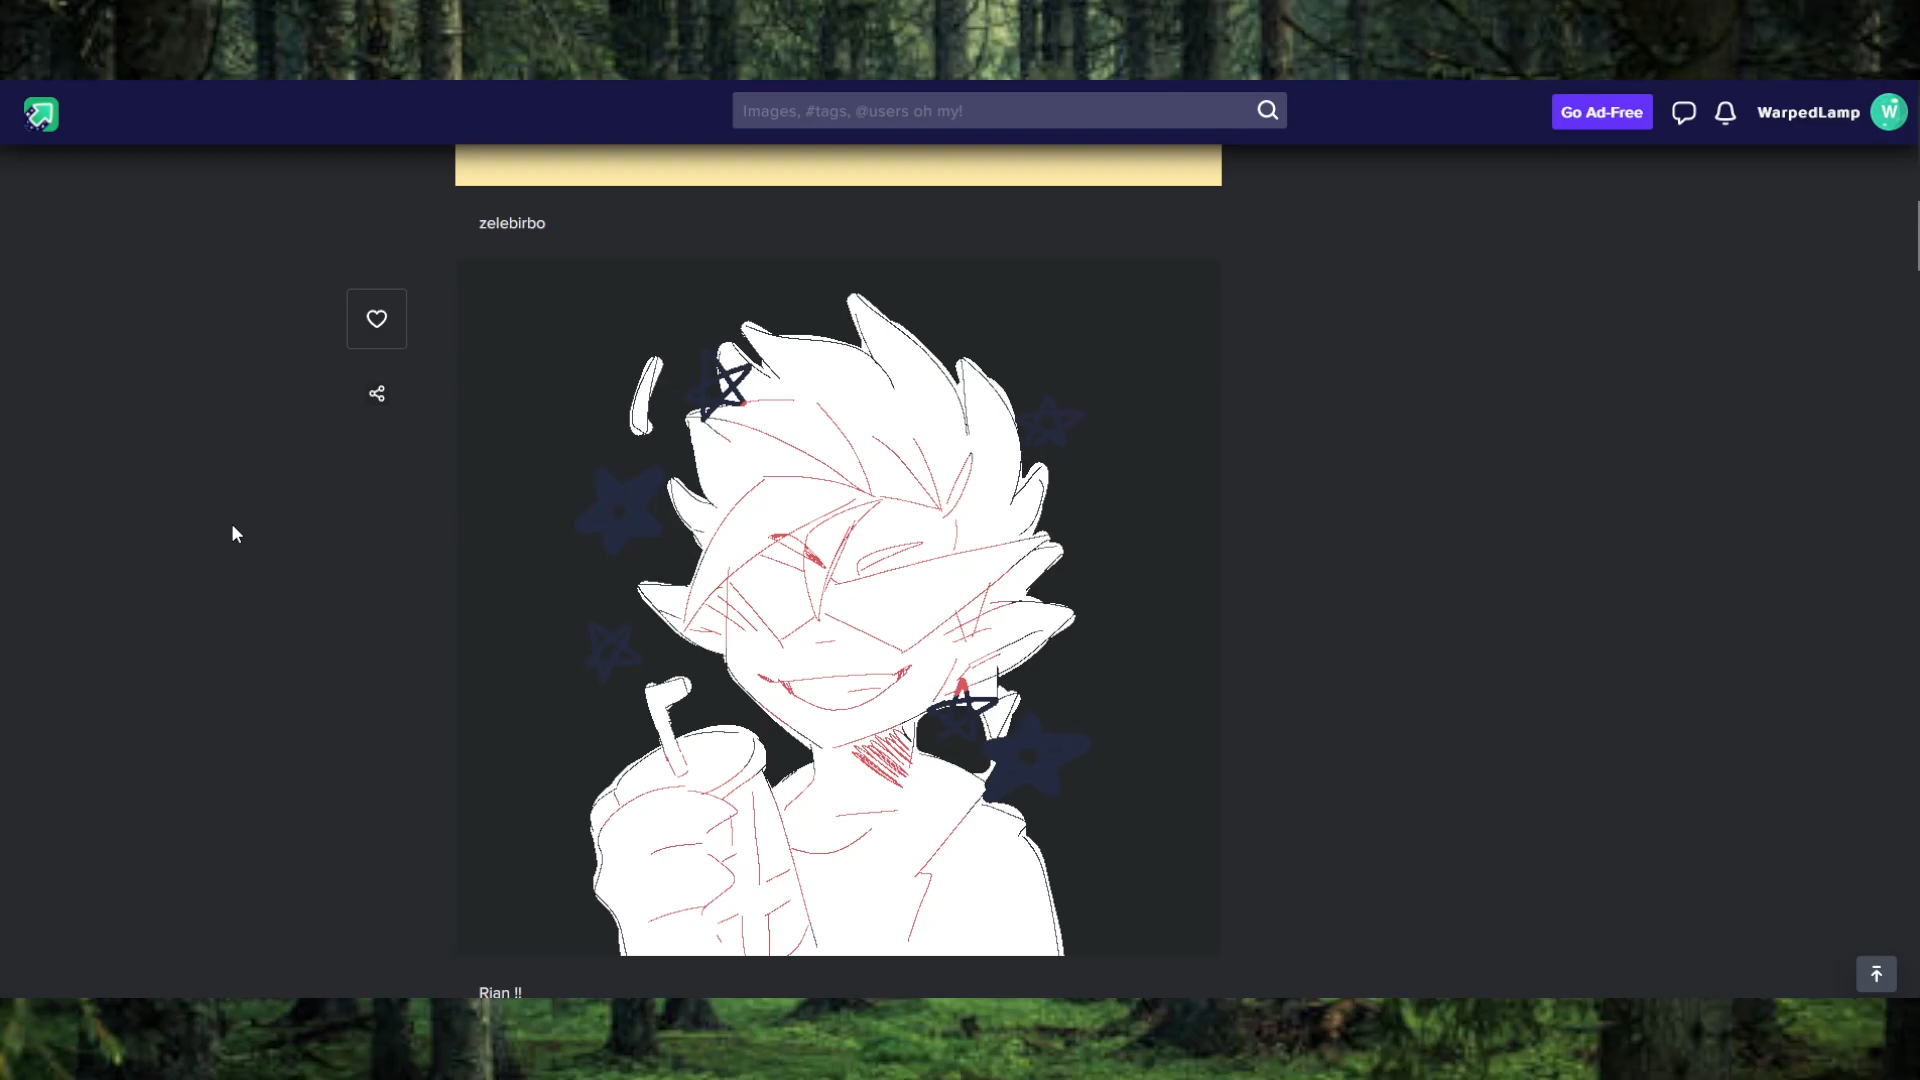 Images, #tags, @users oh my!
Go Ad-Free
WarpedLamp
W
zelebirbo
Rian !!